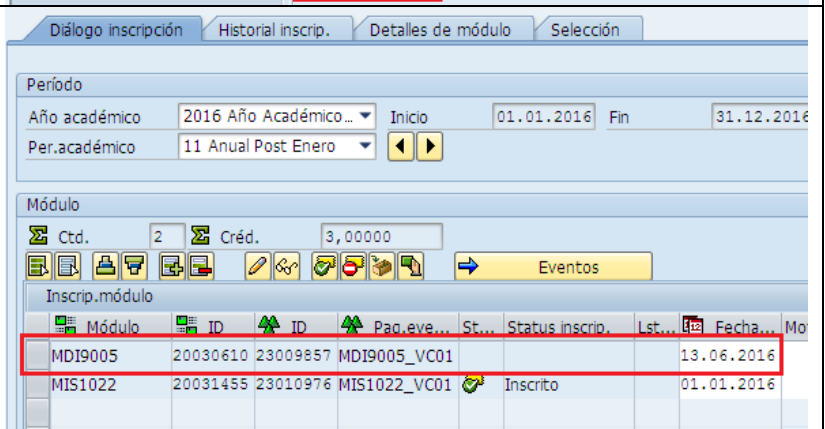 Diálogo inscripción Historial inscrip. Detalles de módulo Selección
Período
Año académico 2016 Año Académico... Inicio 01.01.2016 Fin 31.12.2016
Per.académico 11 Anual Post Enero
Módulo
Ctd. 2 Créd. 3,00000
Eventos
Inscrip.módulo
Módulo ID ID Paq.eve... St... Status inscrip. Lst... 12 Fecha... Mo
MDI9005 20030610 23009857 MDI9005_VC01 13.06.2016
MIS1022 20031455 23010976 MIS1022_VC01 Inscrito 01.01.2016